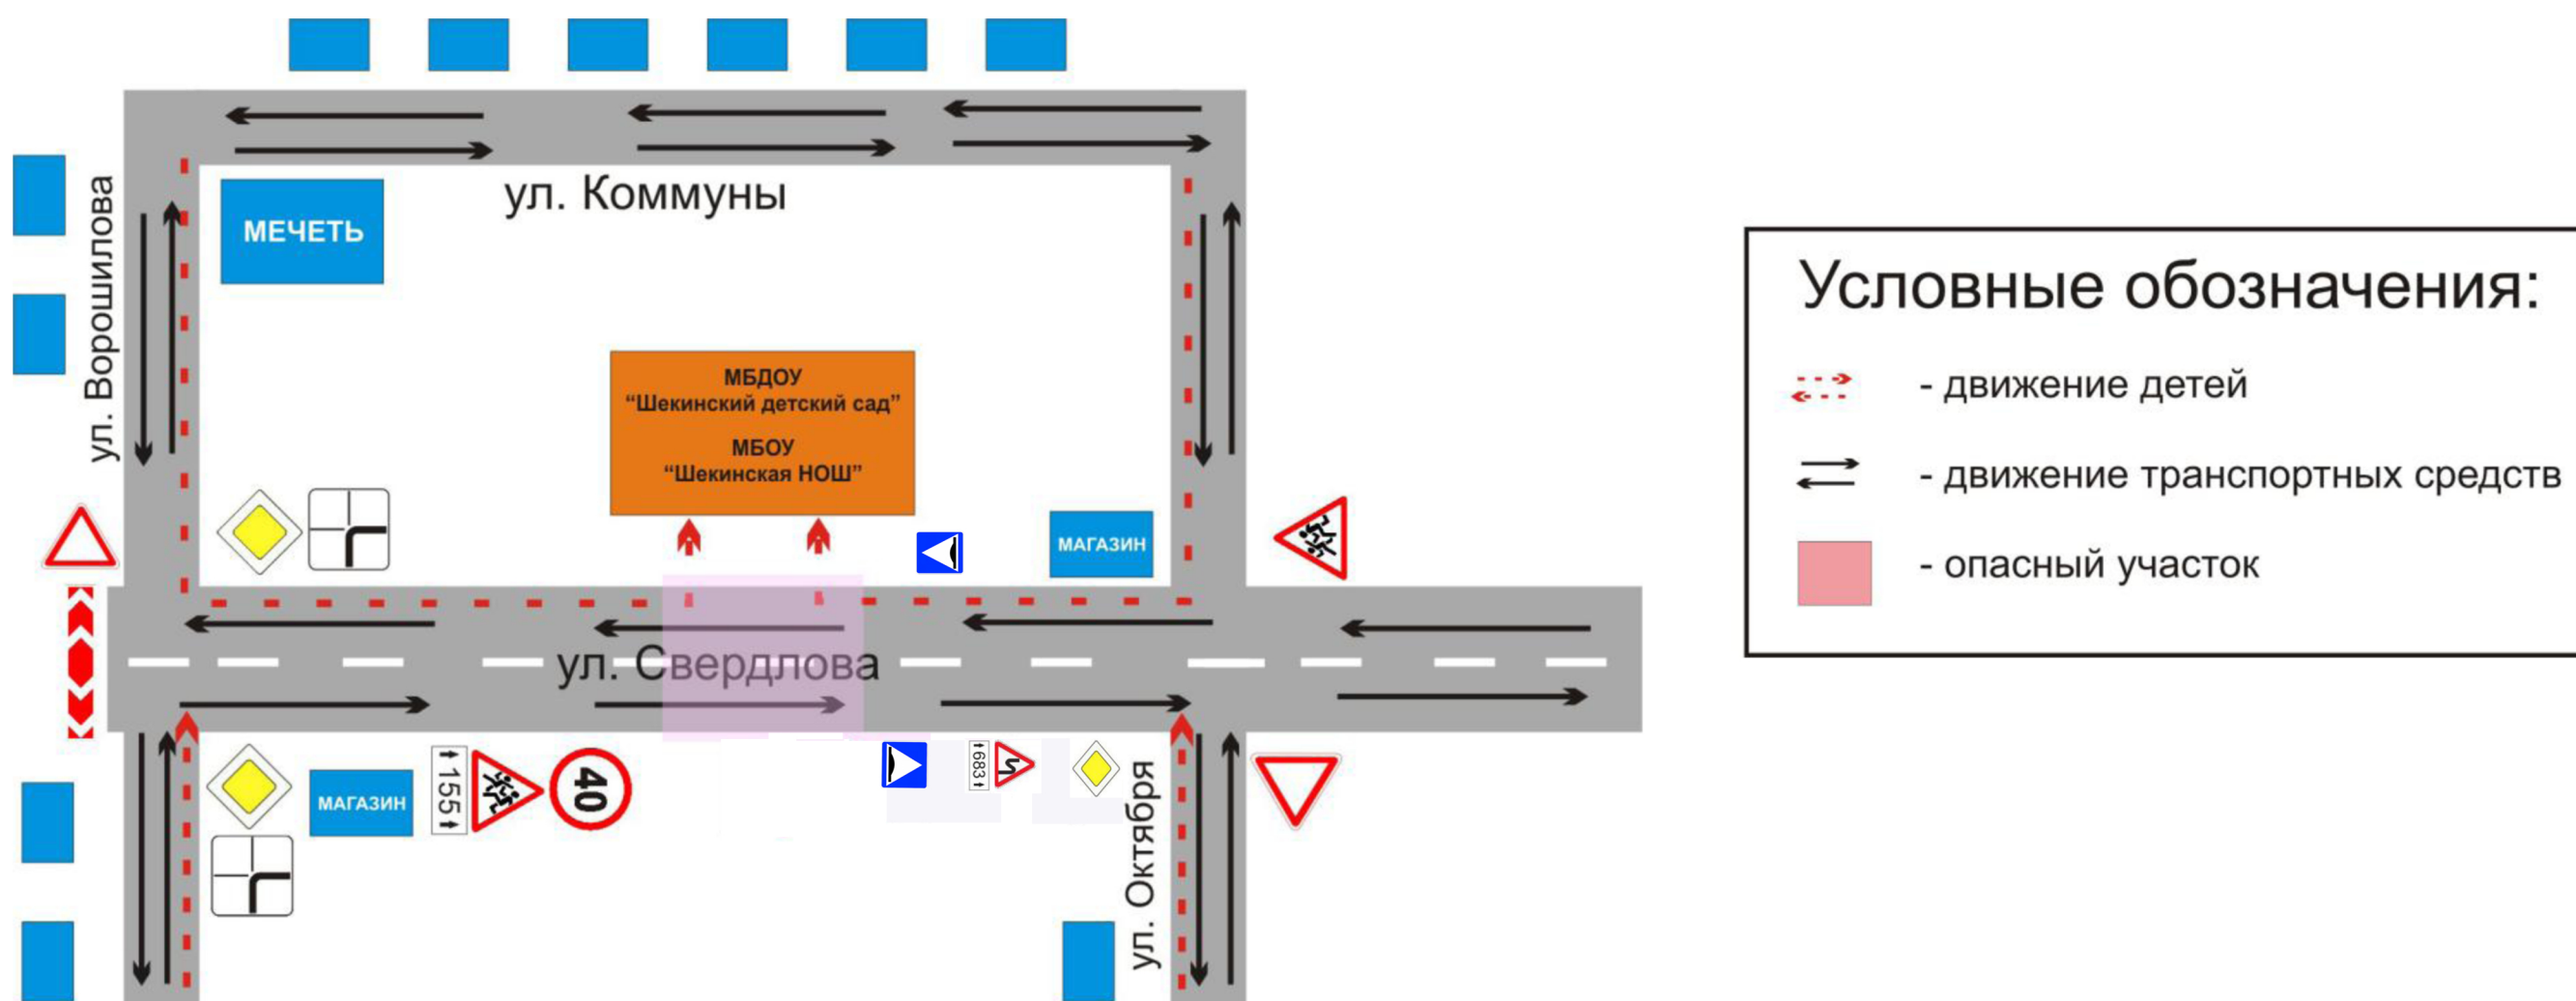 ул. Коммуны
ул. Ворошилова
МЕЧЕТЬ
МБДОУ
“Шекинский детский сад”
МБОУ
“Шекинская НОШ”
МАГАЗИН
ул. Свердлова
МАГАЗИН
155
40
683
ул. Октября
Условные обозначения:
- движение детей
- движение транспортных средств
- опасный участок